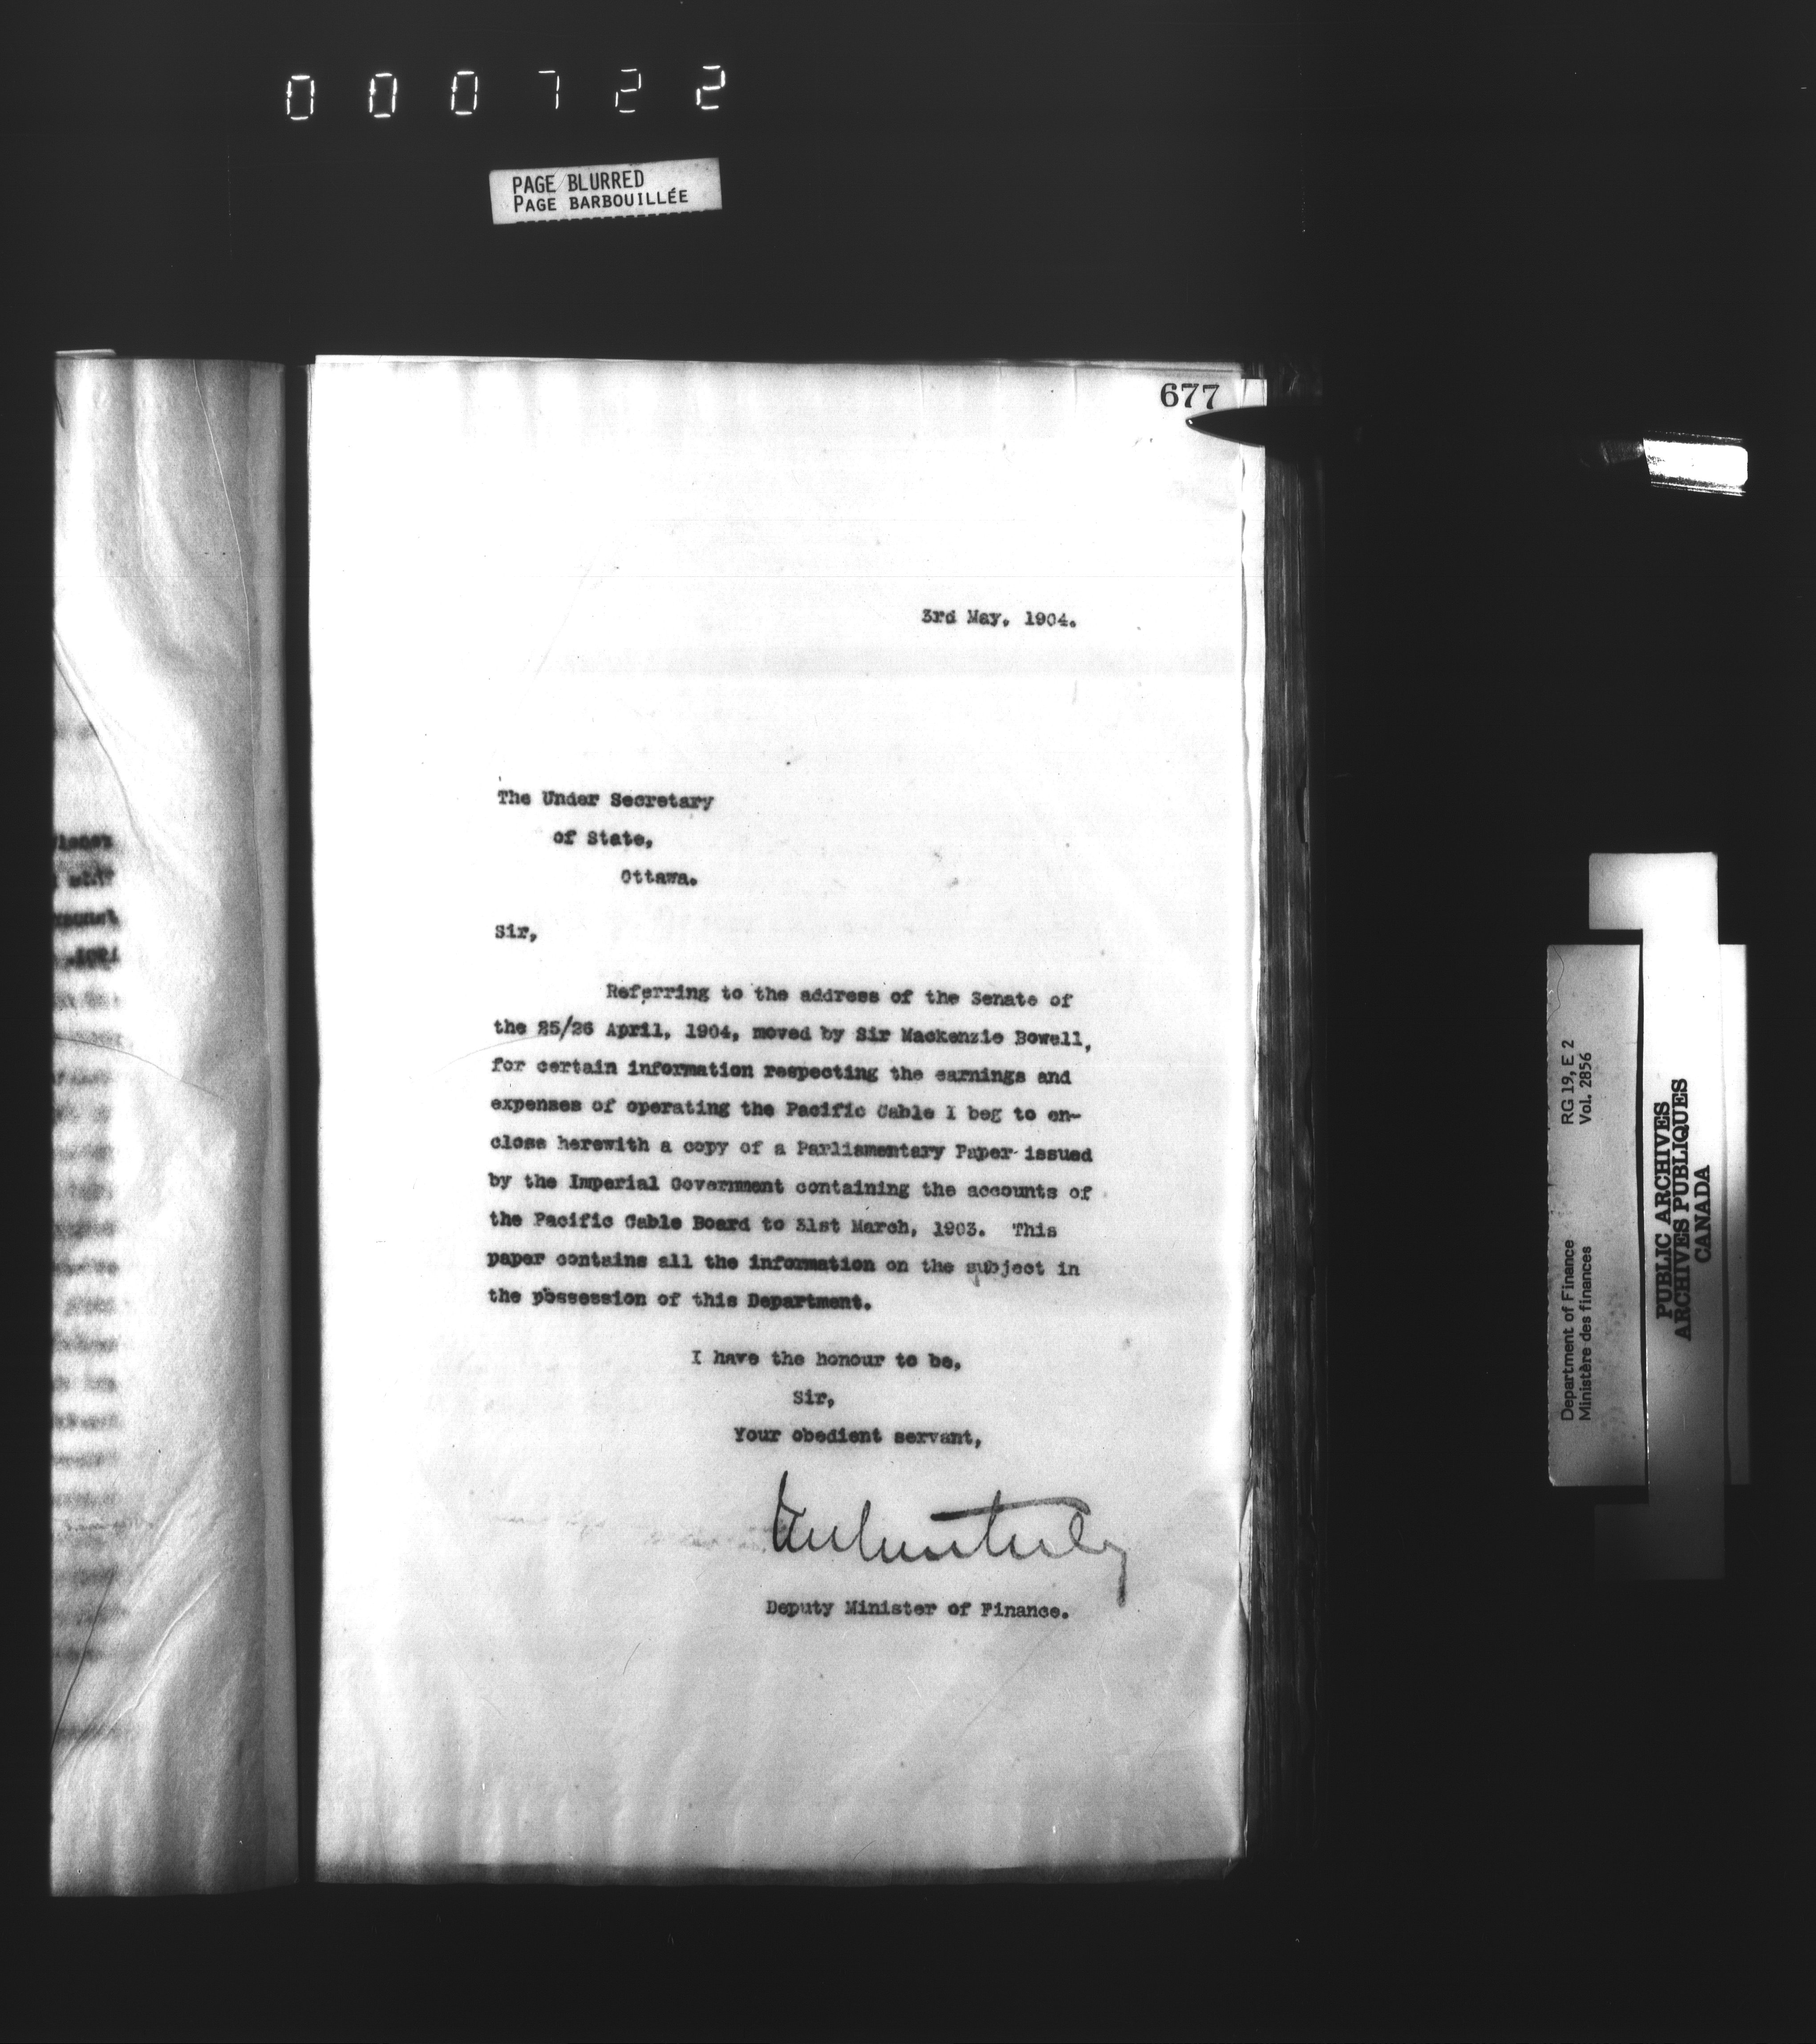 000722
PAGE BLURRED
PAGE BARBOUILLÉE
677
3rd May, 1904.
The Under Secretary
of State,
Ottawa.
Sir,
Referring to the address of the Senate of
the 25/26 April, 1904, moved by Sir Mackenzie Bowell,
for certain information respecting the earnings and
expenses of operating the Pacific Cable I beg to en-
close herewith a copy of a Parliamentary Paper issued
by the Imperial Government containing the accounts of
the Pacific Cable Board to 31st March, 1903. This
paper contains all the information on the subject in
the possession of this Department.
I have the honour to be,
Sir,
Your obedient servant,
Deputy Minister of Finance.
Department of Finance RG 19, E 2
Ministère des finances Vol. 2856
PUBLIC ARCHIVES
ARCHIVES PUBLIQUES
CANADA